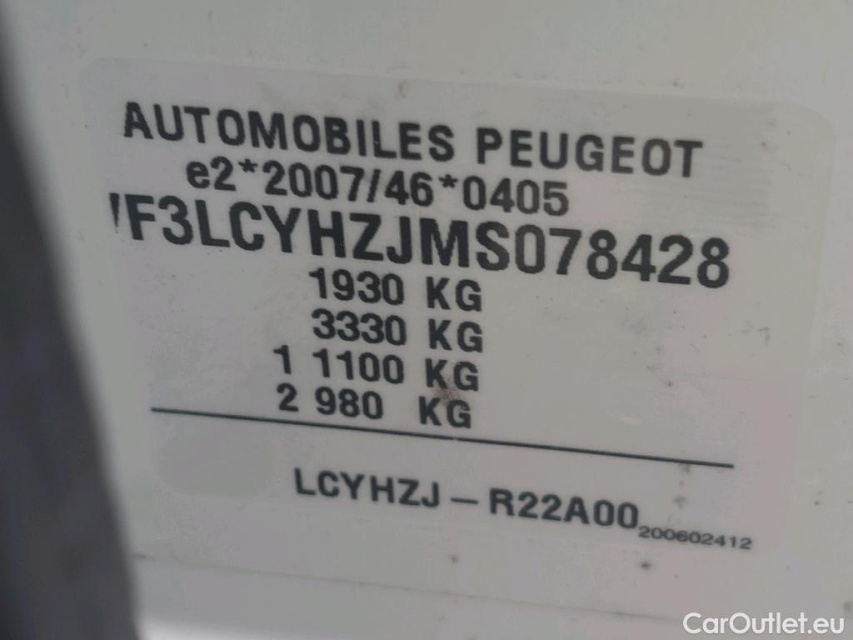 AUTOMOBILES PEUGEOT
e2*2007/46*0405
VF3LCYHZJMS078428
1930 KG
3330 KG
1 1100 KG
2 980 KG
LCYHZJ – R22A00
200602412
CarOutlet.eu